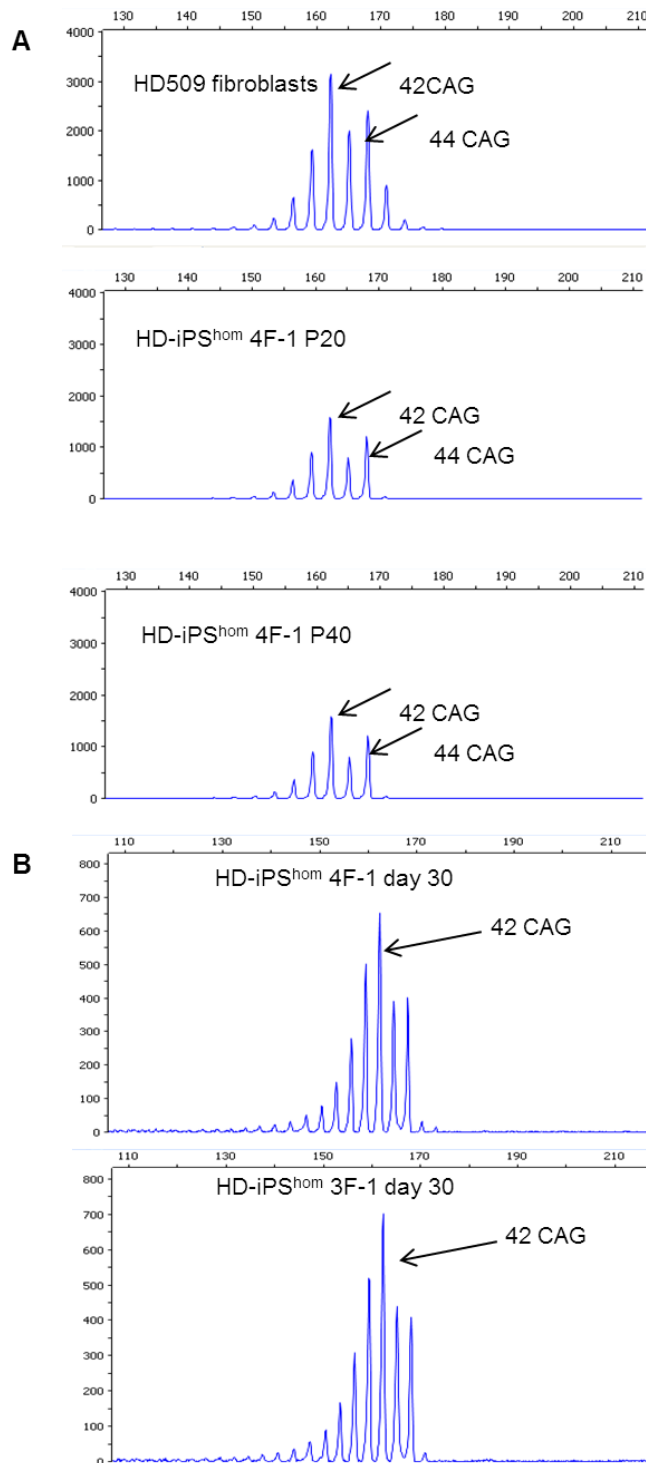 130 140 150 160 170 180 190 200 210
A
4000
HD509 fibroblasts
42CAG
3000
44 CAG
2000
1000
0
130 140 150 160 170 180 190 200 210
4000
HD-iPShom 4F-1 P20
3000
2000
42 CAG
1000
44 CAG
0
130 140 150 160 170 180 190 200 210
4000
HD-iPShom 4F-1 P40
3000
2000
42 CAG
44 CAG
1000
0
110 130 150 170 190 210
B
800
HD-iPShom 4F-1 day 30
700
42 CAG
600
500
400
300
200
100
0
110 130 150 170 190 210
800
HD-iPShom 3F-1 day 30
700
42 CAG
600
500
400
300
200
100
0